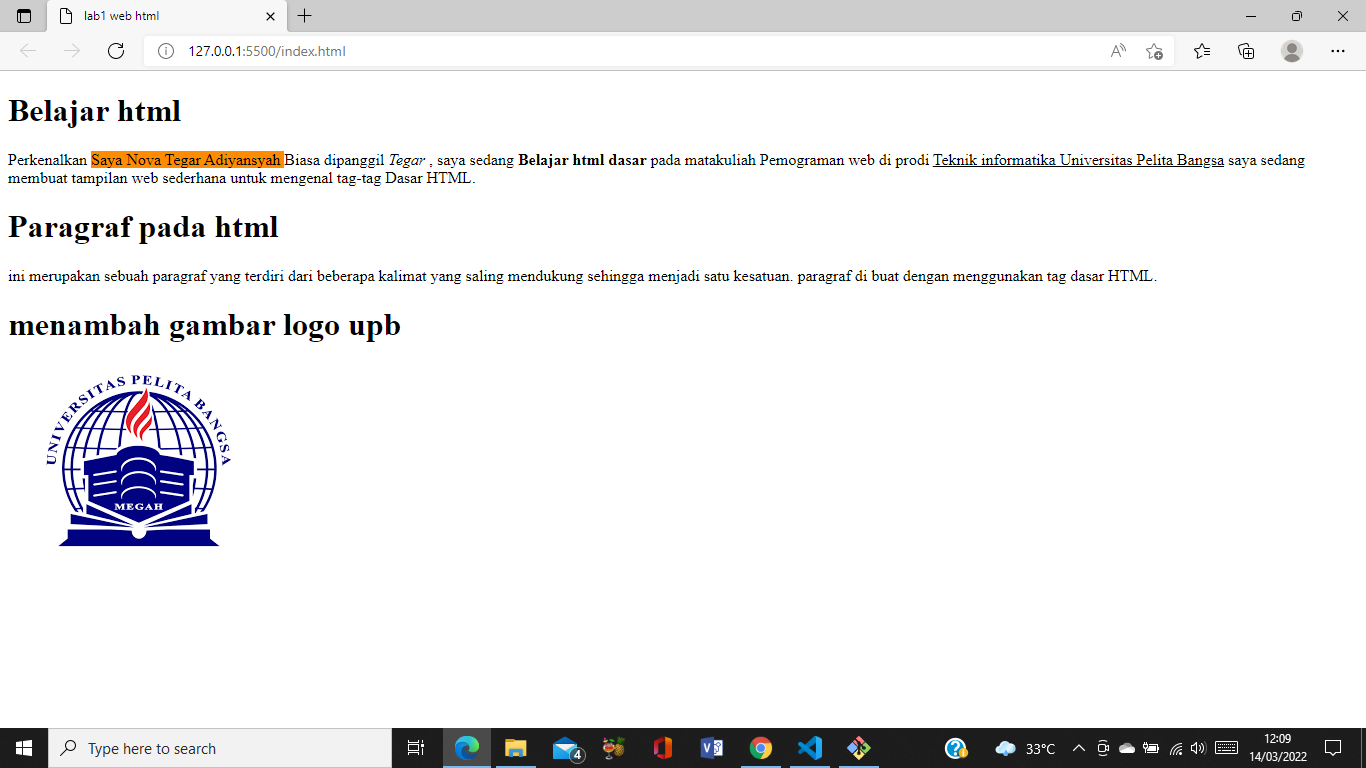 lab1 web html
127.0.0.1:5500/index.html
Belajar html
Perkenalkan Saya Nova Tegar Adiyansyah Biasa dipanggil Tegar , saya sedang Belajar html dasar pada matakuliah Pemograman web di prodi Teknik informatika Universitas Pelita Bangsa saya sedang
membuat tampilan web sederhana untuk mengenal tag-tag Dasar HTML.
Paragraf pada html
ini merupakan sebuah paragraf yang terdiri dari beberapa kalimat yang saling mendukung sehingga menjadi satu kesatuan. paragraf di buat dengan menggunakan tag dasar HTML.
menambah gambar logo upb
UNIVERSITAS PELITA BANGSA
MEGAH
Type here to search
4
33°C
12:09
14/03/2022